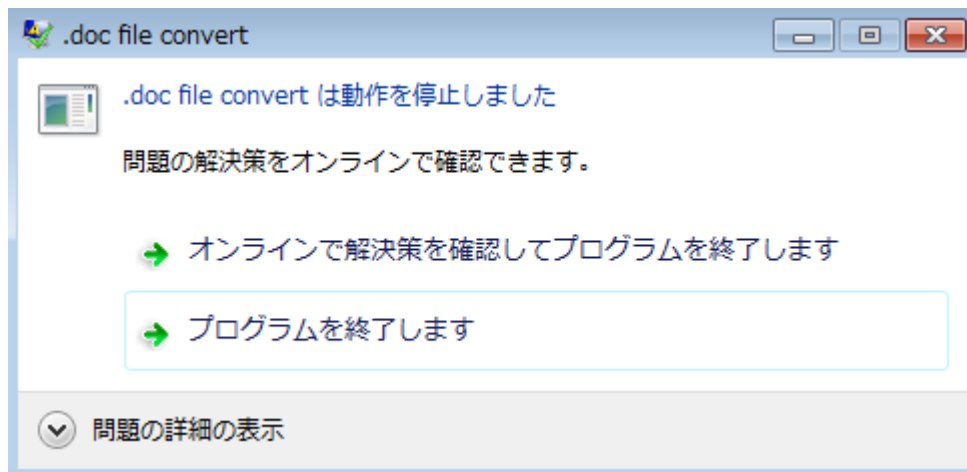 .doc file convert
.doc file convert は動作を停止しました
問題の解決策をオンラインで確認できます。
オンラインで解決策を確認してプログラムを終了します
プログラムを終了します
問題の詳細の表示